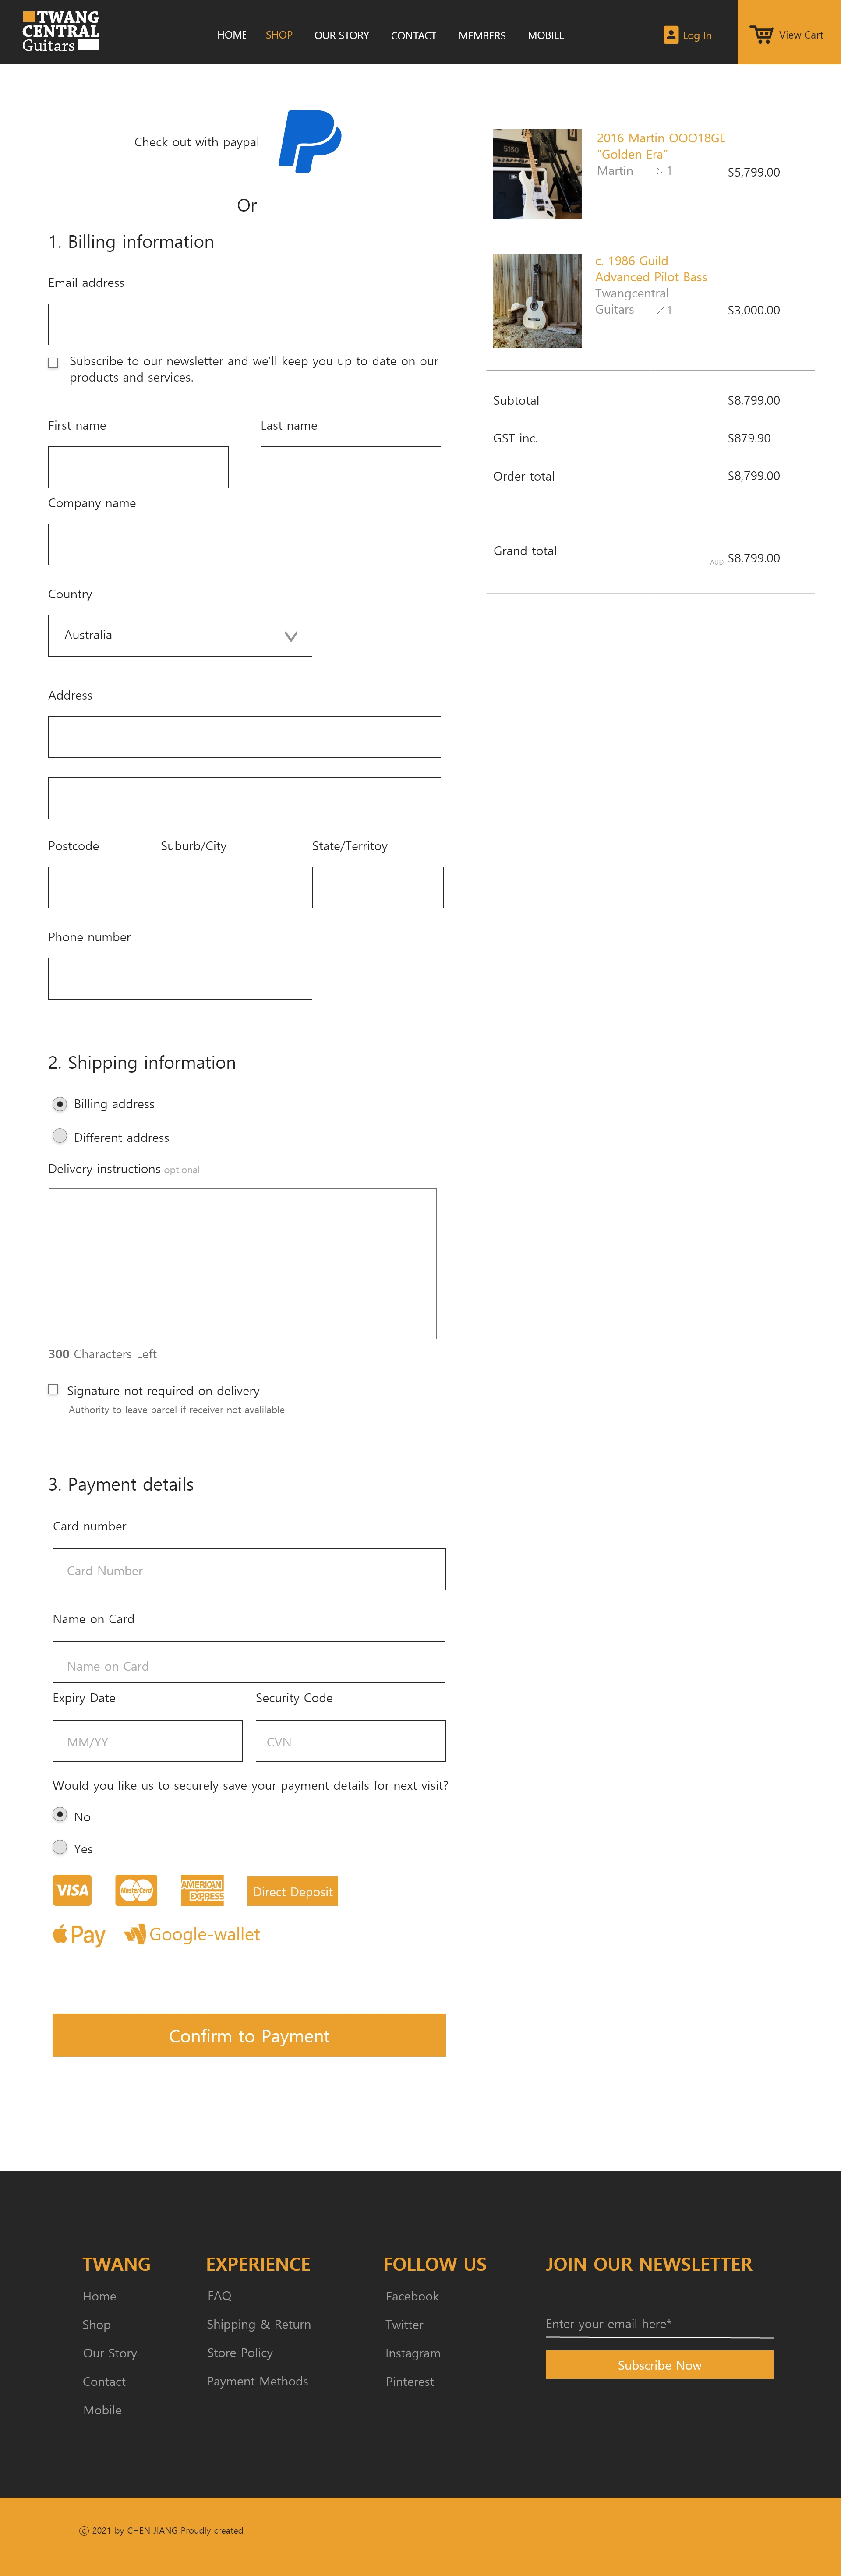 TWANG
CENTRAL
Guitars
HOME SHOP OUR STORY CONTACT MEMBERS MOBILE
Log In
View Cart
Check out with paypal
Or
1. Billing information
Email address
Subscribe to our newsletter and we'll keep you up to date on our
products and services.
First name Last name
Company name
Country
Australia
Address
Postcode Suburb/City State/Territoy
Phone number
2. Shipping information
Billing address
Different address
Delivery instructions optional
300 Characters Left
Signature not required on delivery
Authority to leave parcel if receiver not avalilable
3. Payment details
Card number
Card Number
Name on Card
Name on Card
Expiry Date Security Code
MM/YY CVN
Would you like us to securely save your payment details for next visit?
No
Yes
VISA MasterCard AMERICAN EXPRESS Direct Deposit
Pay Google-wallet
Confirm to Payment
5150
2016 Martin OOO18GE
"Golden Era"
Martin ×1 $5,799.00
c. 1986 Guild
Advanced Pilot Bass
Twangcentral
Guitars ×1 $3,000.00
Subtotal $8,799.00
GST inc. $879.90
Order total $8,799.00
Grand total AUD $8,799.00
TWANG
Home
Shop
Our Story
Contact
Mobile
EXPERIENCE
FAQ
Shipping & Return
Store Policy
Payment Methods
FOLLOW US
Facebook
Twitter
Instagram
Pinterest
JOIN OUR NEWSLETTER
Enter your email here*
Subscribe Now
© 2021 by CHEN JIANG Proudly created